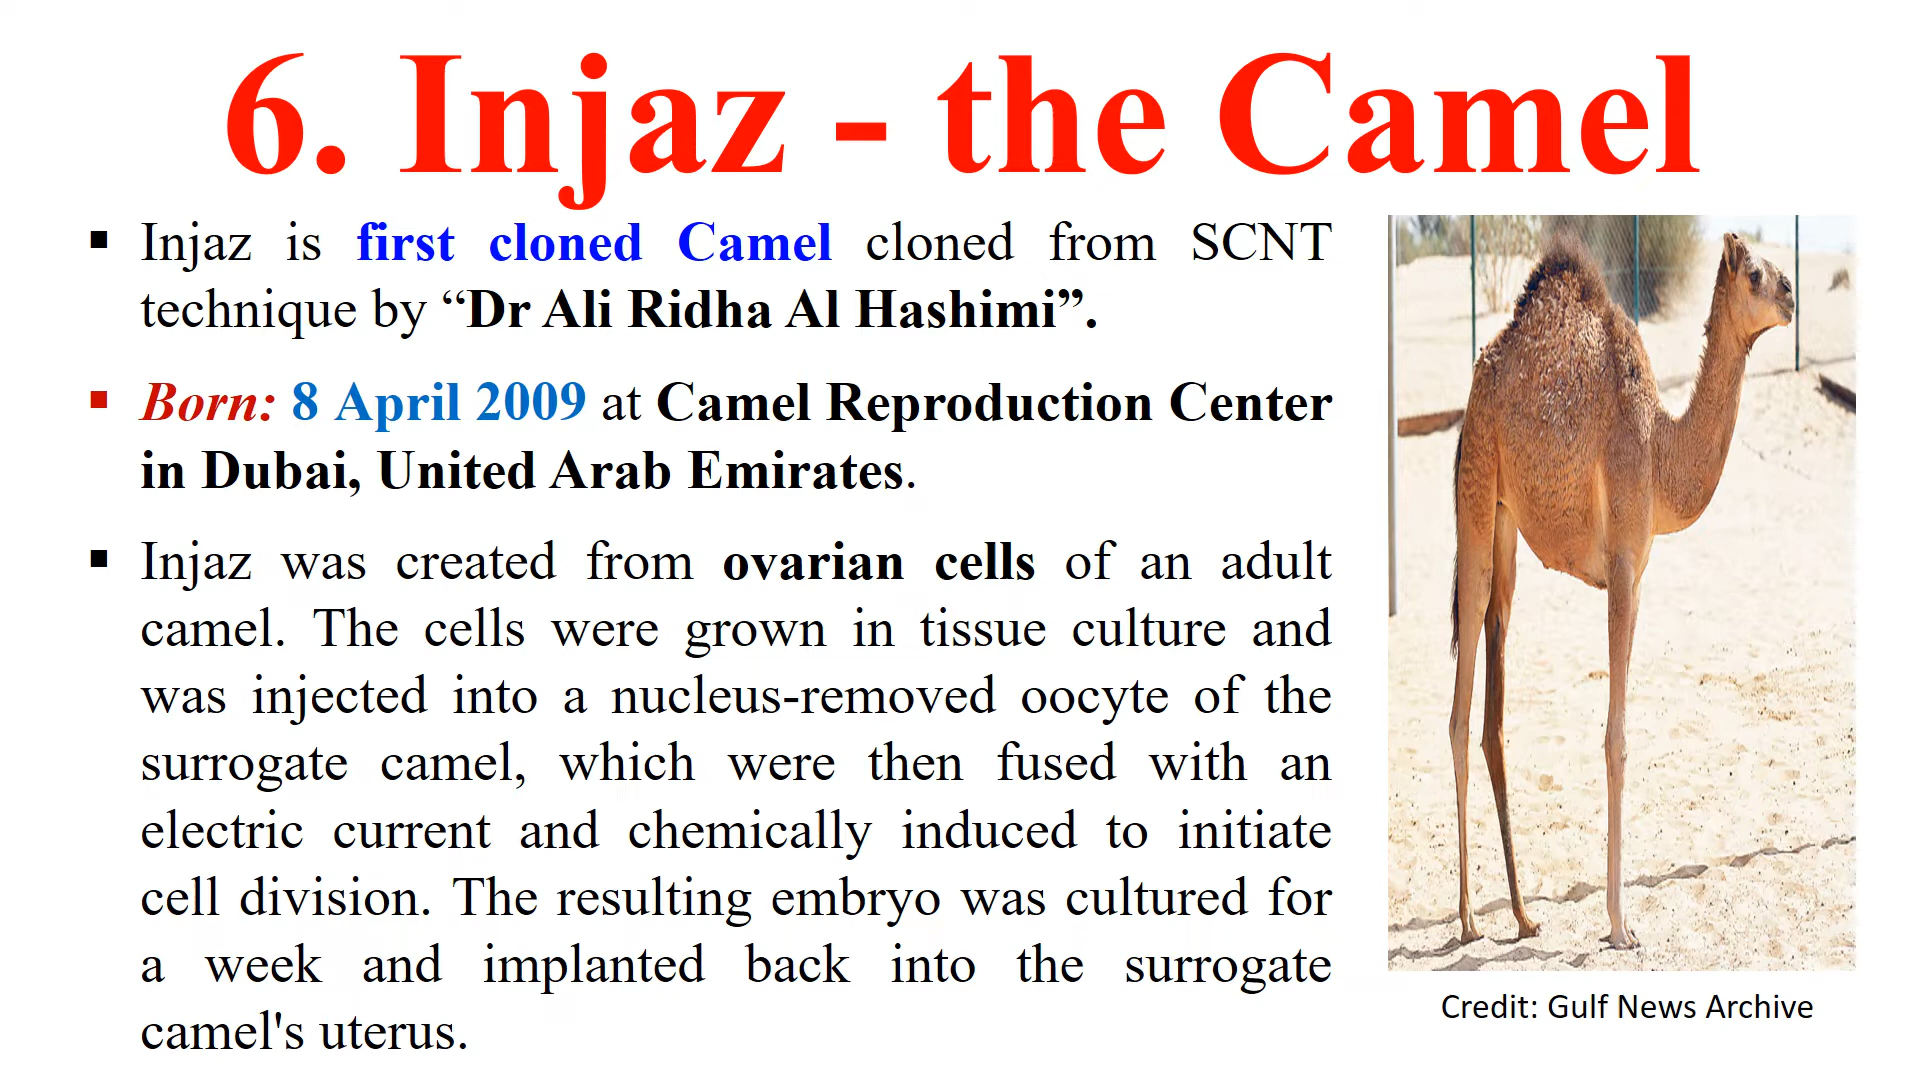 6. Injaz - the Camel
▪ Injaz is first cloned Camel cloned from SCNT
technique by “Dr Ali Ridha Al Hashimi”.
▪ Born: 8 April 2009 at Camel Reproduction Center
in Dubai, United Arab Emirates.
▪ Injaz was created from ovarian cells of an adult
camel. The cells were grown in tissue culture and
was injected into a nucleus-removed oocyte of the
surrogate camel, which were then fused with an
electric current and chemically induced to initiate
cell division. The resulting embryo was cultured for
a week and implanted back into the surrogate
camel's uterus.
Credit: Gulf News Archive